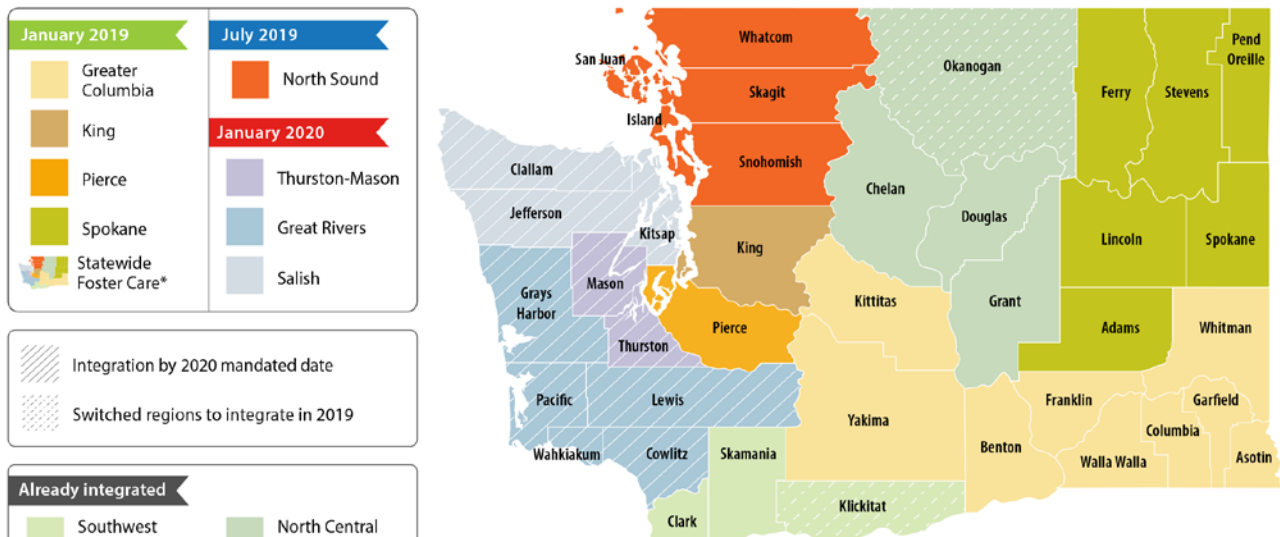 January 2019
Greater
Columbia
King
Pierce
Spokane
Statewide
Foster Care*
July 2019
North Sound
January 2020
Thurston-Mason
Great Rivers
Salish
Integration by 2020 mandated date
Switched regions to integrate in 2019
Already integrated
Southwest
North Central
Whatcom
San Juan
Skagit
Island
Snohomish
Okanogan
Ferry
Stevens
Pend
Oreille
Clallam
Jefferson
Kitsap
King
Chelan
Douglas
Lincoln
Spokane
Mason
Grays
Harbor
Thurston
Pierce
Kittitas
Grant
Adams
Whitman
Pacific
Lewis
Yakima
Franklin
Garfield
Columbia
Wahkiakum
Cowlitz
Skamania
Benton
Walla Walla
Asotin
Clark
Klickitat